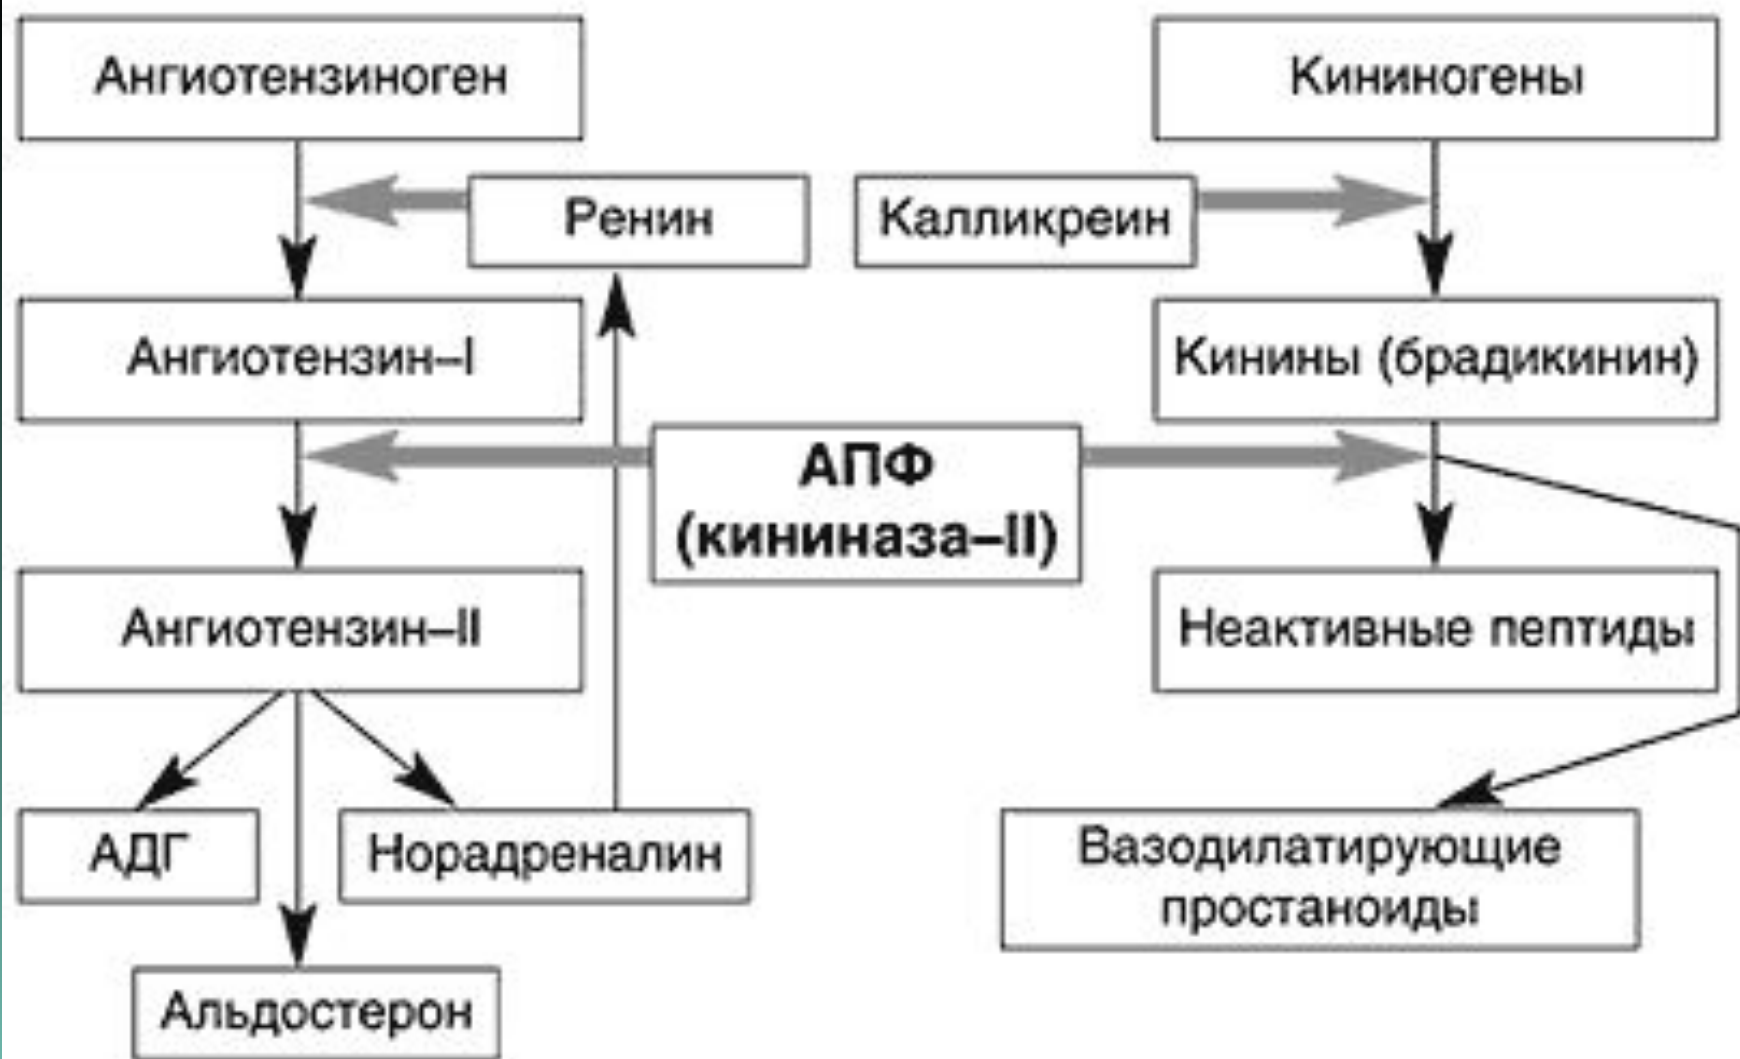 Ангиотензиноген
Кининогены
Ренин
Калликреин
Ангиотензин–I
Кинины (брадикинин)
АПФ
(кининаза–II)
Ангиотензин–II
Неактивные пептиды
АДГ
Норадреналин
Вазодилатирующие
простаноиды
Альдостерон